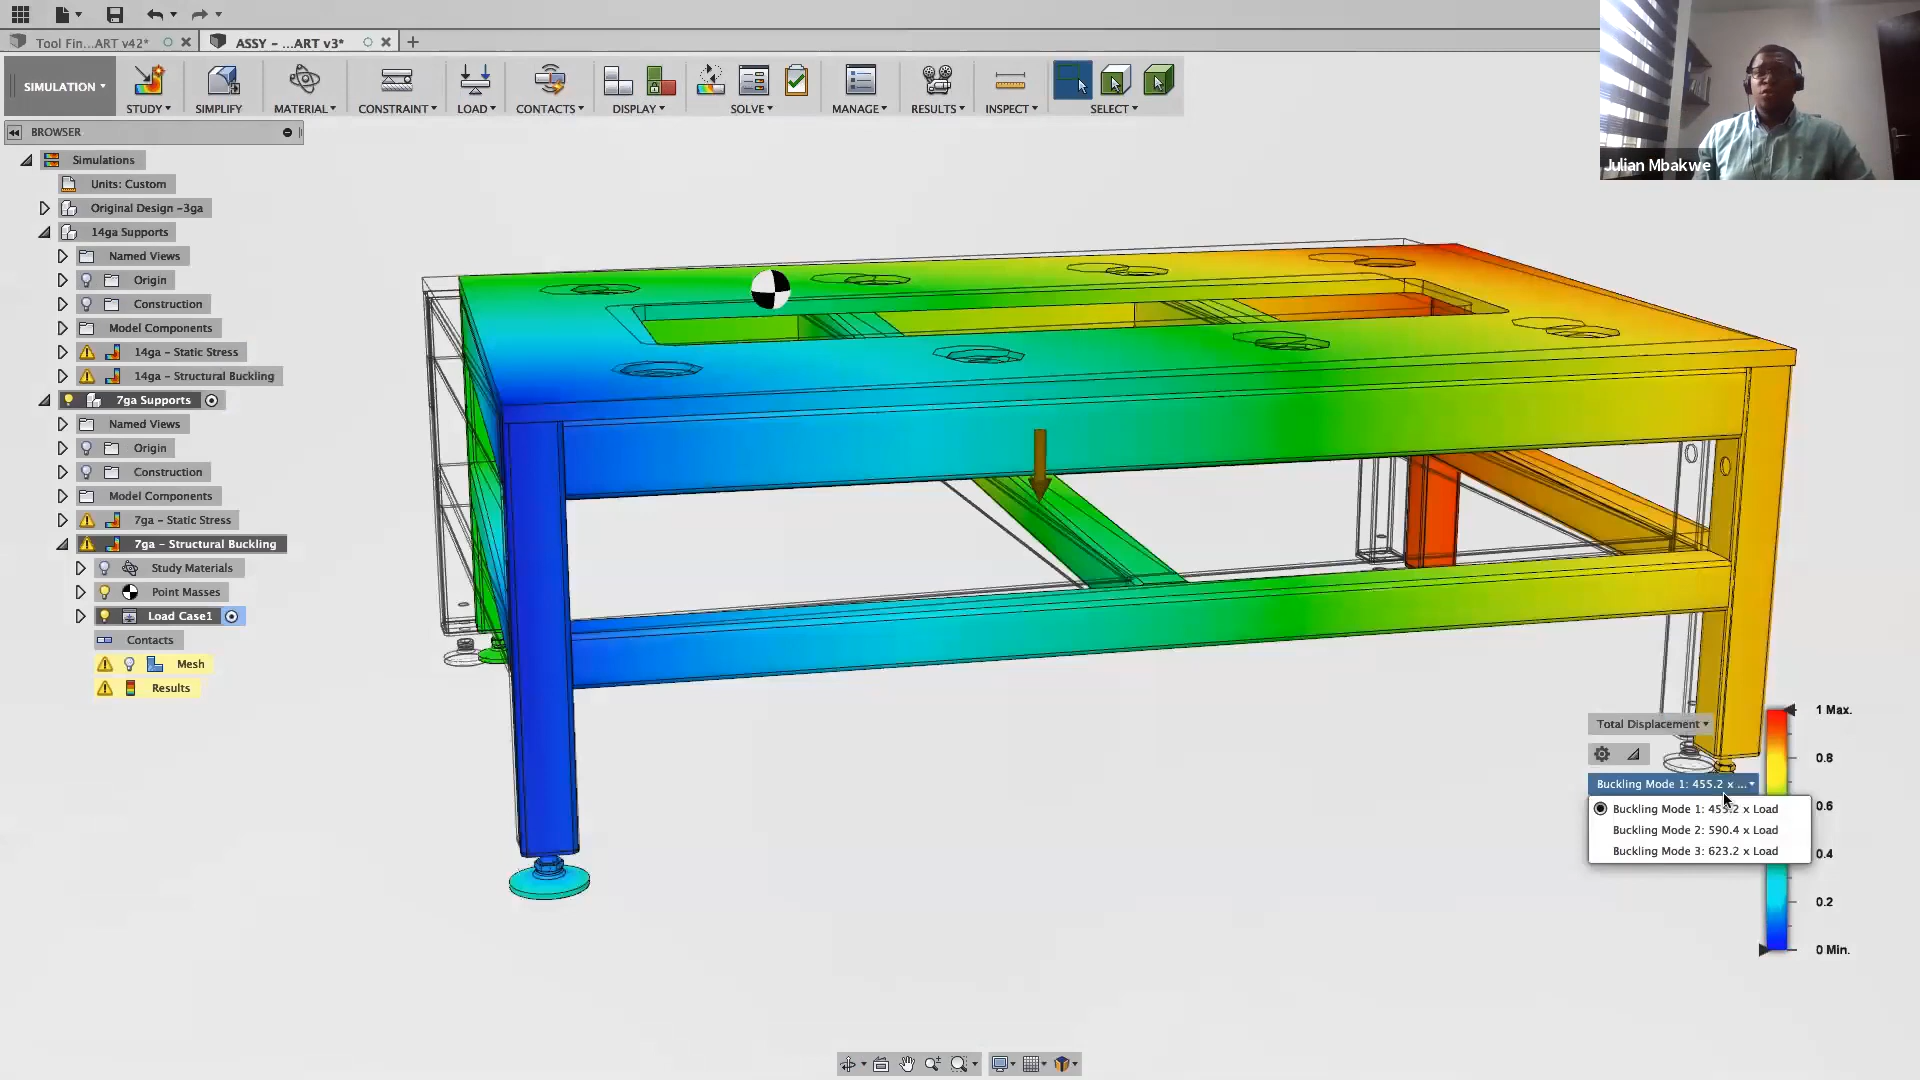 Tool Fin...ART v42*
ASSY - ...ART v3*
SIMULATION
STUDY
SIMPLIFY
MATERIAL
CONSTRAINT
LOAD
CONTACTS
DISPLAY
SOLVE
MANAGE
RESULTS
INSPECT
SELECT
Julian Mbakwe
BROWSER
Simulations
Units: Custom
Original Design -3ga
14ga Supports
Named Views
Origin
Construction
Model Components
14ga - Static Stress
14ga - Structural Buckling
7ga Supports
Named Views
Origin
Construction
Model Components
7ga - Static Stress
7ga - Structural Buckling
Study Materials
Point Masses
Load Case1
Contacts
Mesh
Results
Total Displacement
Buckling Mode 1: 455.2 x ...
Buckling Mode 1: 455.2 x Load
Buckling Mode 2: 590.4 x Load
Buckling Mode 3: 623.2 x Load
1 Max.
0.8
0.6
0.4
0.2
0 Min.